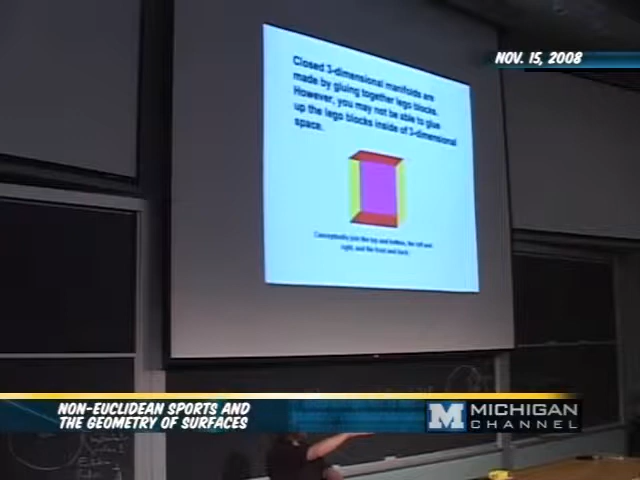 NOV. 15, 2008
Closed 3-dimensional manifolds are
made by gluing together lego blocks.
However, you may not be able to glue
up the lego blocks inside of 3-dimensional
space.
Conceptually join the top and bottom, the left and
right, and the front and back.
NON-EUCLIDEAN SPORTS AND
THE GEOMETRY OF SURFACES
M MICHIGAN
CHANNEL